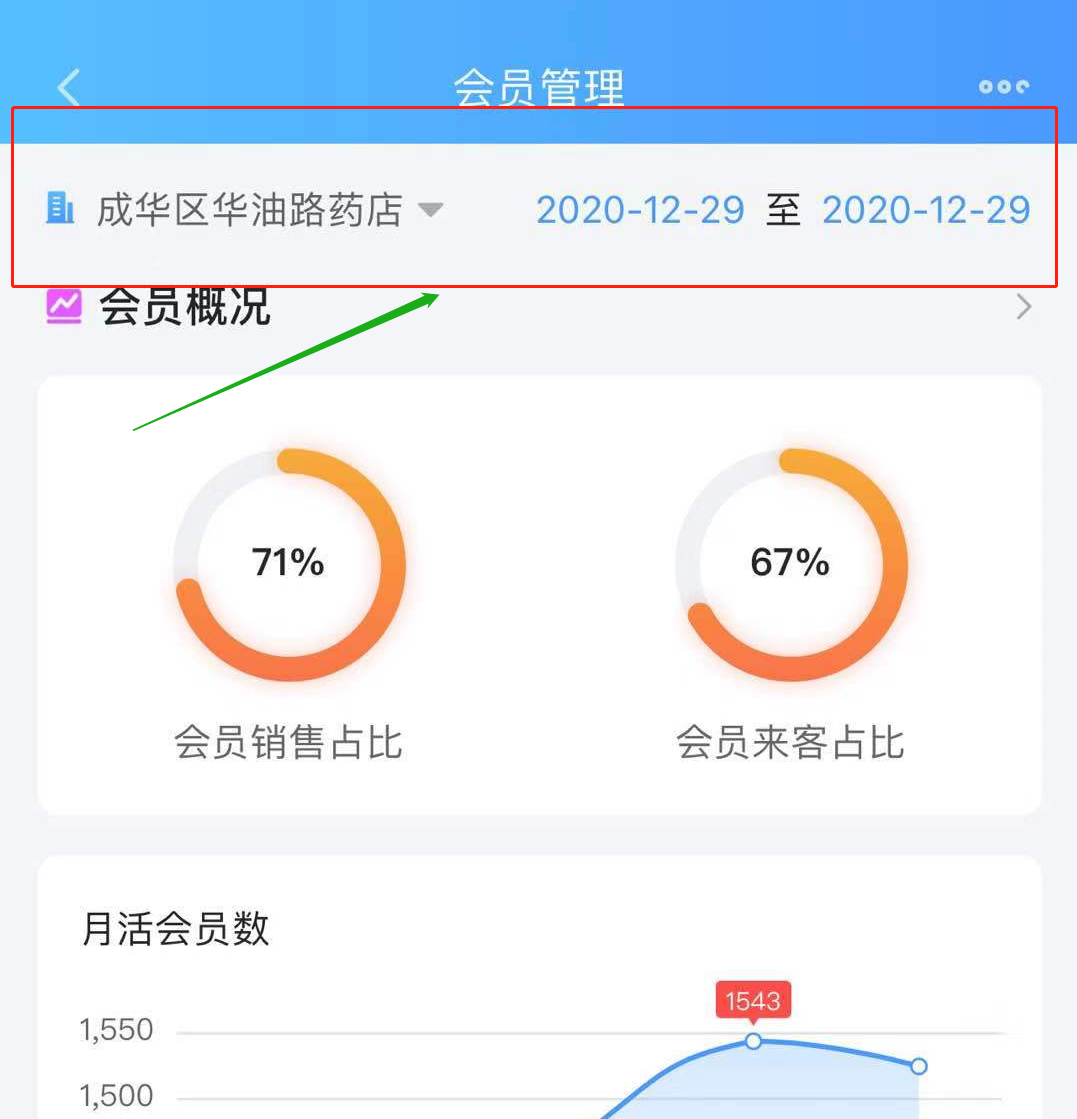 会员管理
成华区华油路药店 2020-12-29 至 2020-12-29
会员概况
71% 67%
会员销售占比 会员来客占比
月活会员数
1543
1,550
1,500